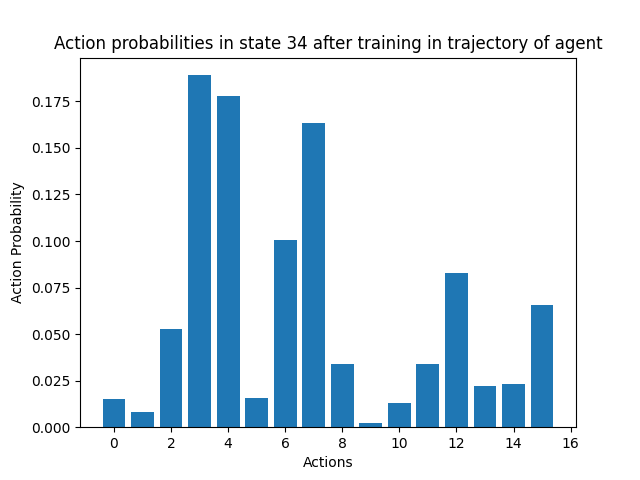 Action probabilities in state 34 after training in trajectory of agent
0.175
0.150
0.125
0.100
0.075
0.050
0.025
0.000
Action Probability
0 2 4 6 8 10 12 14 16
Actions